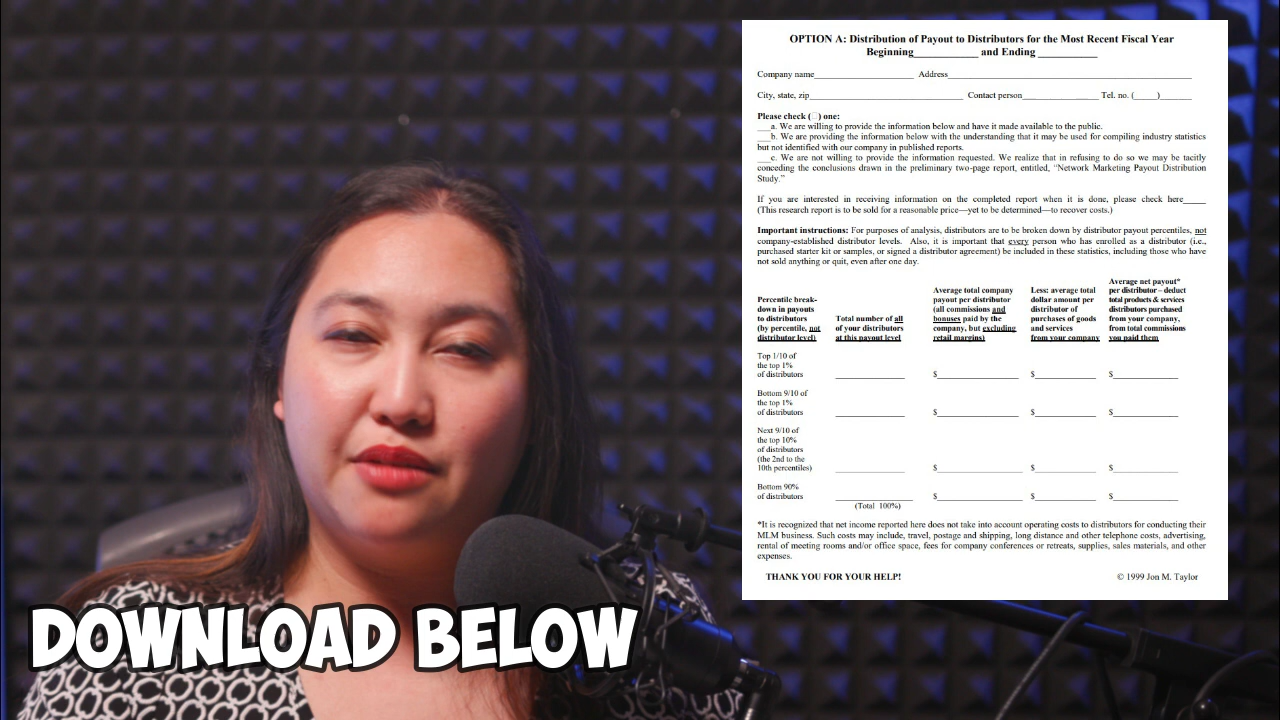 OPTION A: Distribution of Payout to Distributors for the Most Recent Fiscal Year
Beginning____________ and Ending ___________
Company name______________________ Address______________________________________________________
City, state, zip__________________________________ Contact person_________________ Tel. no. (_____)_______
Please check (□) one:
___a. We are willing to provide the information below and have it made available to the public.
___b. We are providing information below with the understanding that it may be used for compiling industry statistics
but not identified with our company in published reports.
___c. We are not willing to provide the information requested. We realize that in refusing to do so we may be tacitly
conceding the conclusions drawn in the preliminary two-page report, entitled, “Network Marketing Payout Distribution
Study.”
If you are interested in receiving information on the completed report when it is done, please check here_____
(This research report is to be sold for a reasonable price—yet to be determined—to recover costs.)
Important instructions: For purposes of analysis, distributors are to be broken down by distributor payout percentiles, not
company-established distributor levels. Also, it is important that every person who has enrolled as a distributor (i.e.,
purchased starter kit or samples, or signed a distributor agreement) be included in these statistics, including those who have
not sold anything or quit, even after one day.
Percentile break-
down in payouts
to distributors
(by percentile, not
distributor level)
Total number of all
of your distributors
at this payout level
Average total company
payout per distributor
(all commissions and
bonuses paid by the
company, but excluding
retail margins)
Less: average total
dollar amount per
distributor of
purchases of goods
and services
from your company
Average net payout*
per distributor – deduct
total products & services
distributors purchased
from your company,
from total commissions
you paid them
Top 1/10 of
the top 1%
of distributors ________________ $____________________ $______________ $_______________
Bottom 9/10 of
the top 1%
of distributors ________________ $____________________ $______________ $_______________
Next 9/10 of
the top 10%
of distributors
(the 2nd to the
10th percentiles) ________________ $____________________ $______________ $_______________
Bottom 90%
of distributors __________________ $____________________ $______________ $_______________
(Total 100%)
*It is recognized that net income reported here does not take into account operating costs to distributors for conducting their
MLM business. Such costs may include, travel, postage and shipping, long distance and other telephone costs, advertising,
rental of meeting rooms and/or office space, fees for company conferences or retreats, supplies, sales materials, and other
expenses.
THANK YOU FOR YOUR HELP! © 1999 Jon M. Taylor
DOWNLOAD BELOW